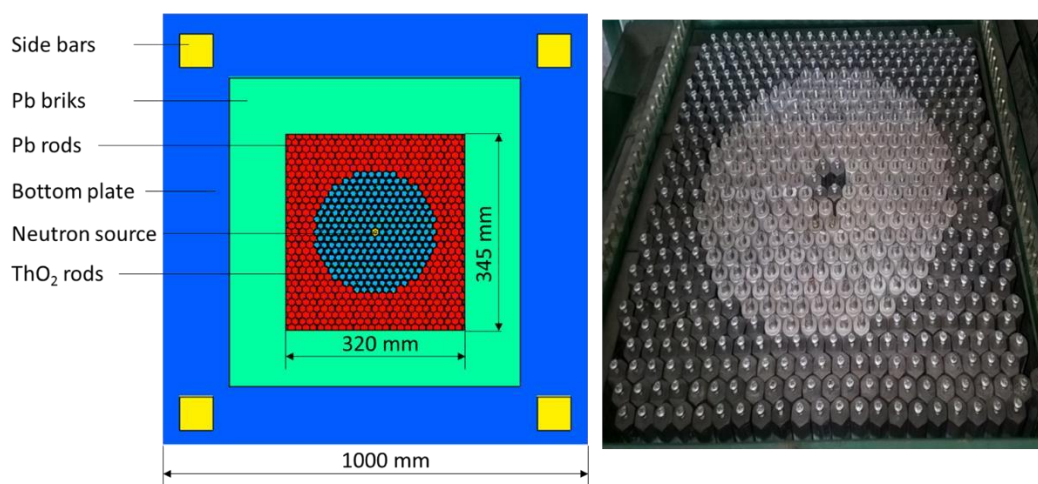 Side bars
Pb briks
Pb rods
Bottom plate
Neutron source
ThO₂ rods
345 mm
320 mm
1000 mm